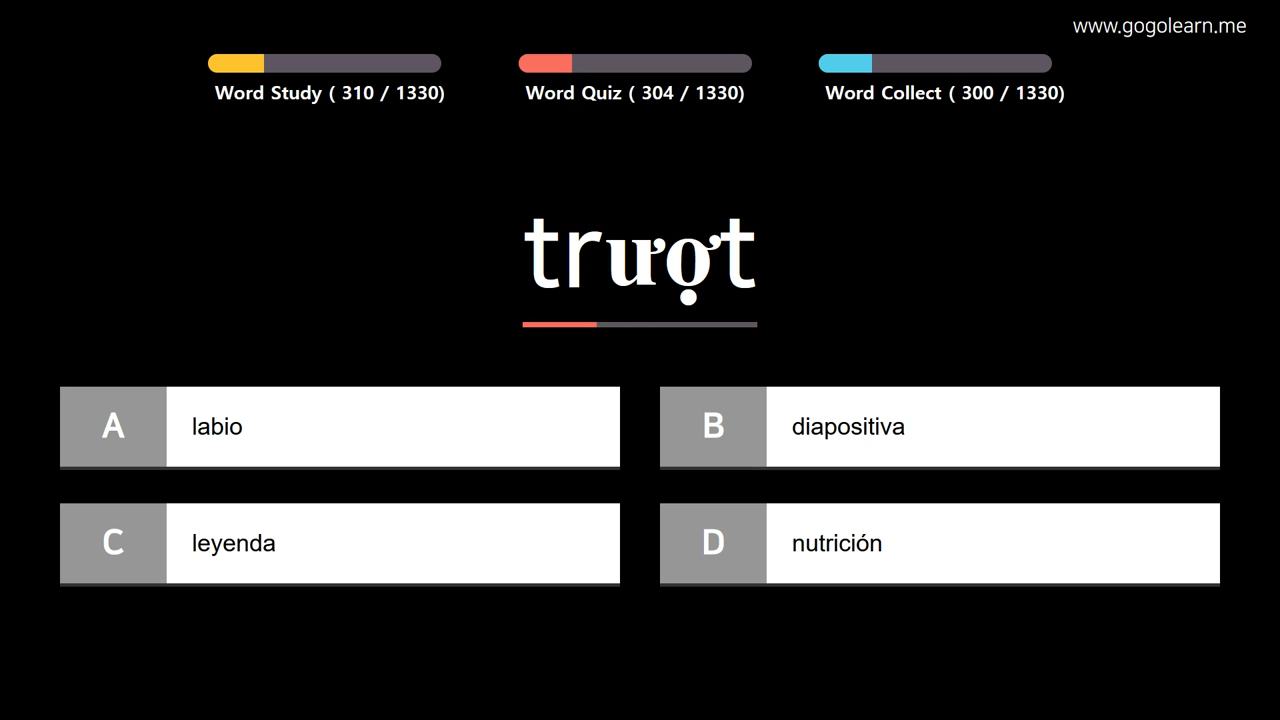 www.gogolearn.me
Word Study ( 310 / 1330)
Word Quiz ( 304 / 1330)
Word Collect ( 300 / 1330)
trượt
A labio
B diapositiva
C leyenda
D nutrición